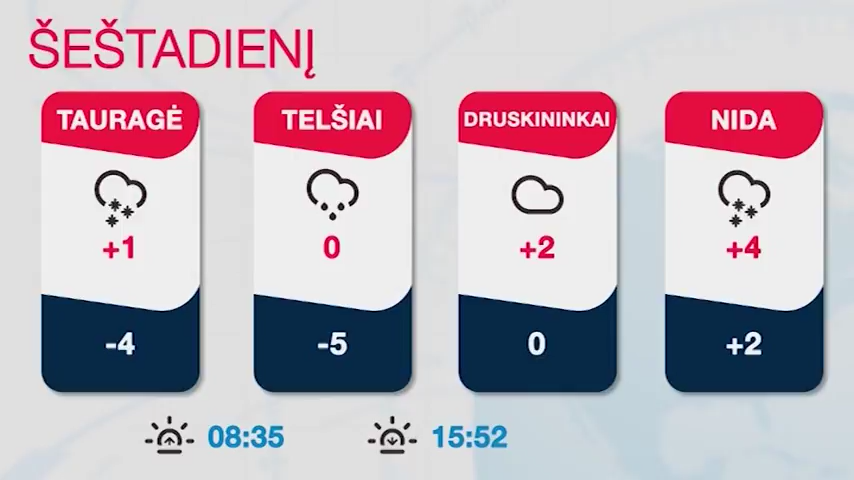 ŠEŠTADIENĮ
TAURAGĖ
TELŠIAI
DRUSKININKAI
NIDA
+1
0
+2
+4
-4
-5
0
+2
08:35
15:52